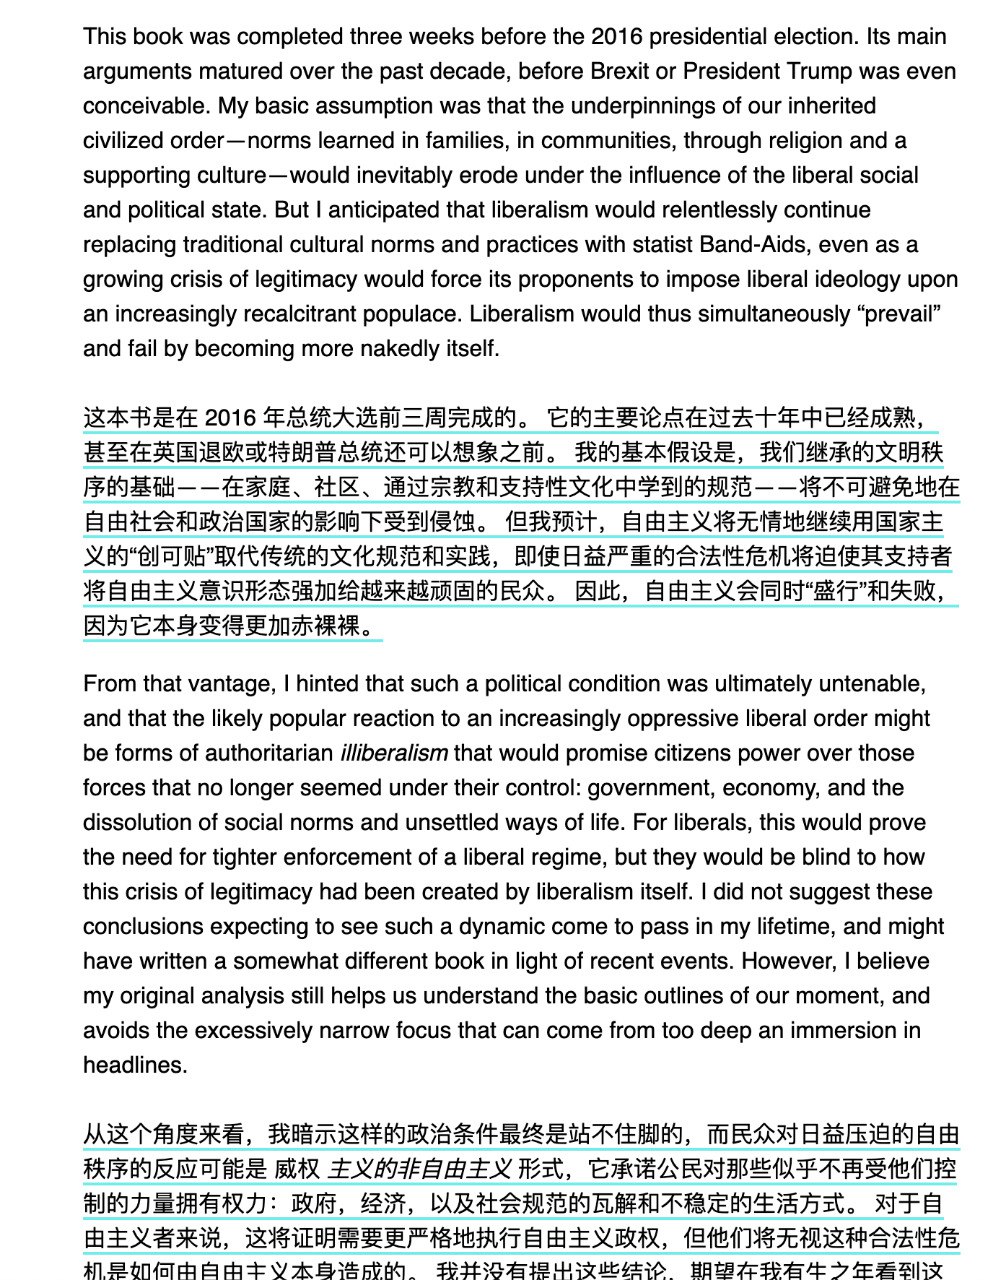 This book was completed three weeks before the 2016 presidential election. Its main
arguments matured over the past decade, before Brexit or President Trump was even
conceivable. My basic assumption was that the underpinnings of our inherited
civilized order—norms learned in families, in communities, through religion and a
supporting culture—would inevitably erode under the influence of the liberal social
and political state. But I anticipated that liberalism would relentlessly continue
replacing traditional cultural norms and practices with statist Band-Aids, even as a
growing crisis of legitimacy would force its proponents to impose liberal ideology upon
an increasingly recalcitrant populace. Liberalism would thus simultaneously “prevail”
and fail by becoming more nakedly itself.
这本书是在 2016 年总统大选前三周完成的。 它的主要论点在过去十年中已经成熟，
甚至在英国退欧或特朗普总统还可以想象之前。 我的基本假设是，我们继承的文明秩
序的基础——在家庭、社区、通过宗教和支持性文化中学到的规范——将不可避免地在
自由社会和政治国家的影响下受到侵蚀。 但我预计，自由主义将无情地继续用国家主
义的“创可贴”取代传统的文化规范和实践，即使日益严重的合法性危机将迫使其支持者
将自由主义意识形态强加给越来越顽固的民众。 因此，自由主义会同时“盛行”和失败，
因为它本身变得更加赤裸裸。
From that vantage, I hinted that such a political condition was ultimately untenable,
and that the likely popular reaction to an increasingly oppressive liberal order might
be forms of authoritarian illiberalism that would promise citizens power over those
forces that no longer seemed under their control: government, economy, and the
dissolution of social norms and unsettled ways of life. For liberals, this would prove
the need for tighter enforcement of a liberal regime, but they would be blind to how
this crisis of legitimacy had been created by liberalism itself. I did not suggest these
conclusions expecting to see such a dynamic come to pass in my lifetime, and might
have written a somewhat different book in light of recent events. However, I believe
my original analysis still helps us understand the basic outlines of our moment, and
avoids the excessively narrow focus that can come from too deep an immersion in
headlines.
从这个角度来看，我暗示这样的政治条件最终是站不住脚的，而民众对日益压迫的自由
秩序的反应可能是 威权 主义的非自由主义 形式，它承诺公民对那些似乎不再受他们控
制的力量拥有权力：政府，经济，以及社会规范的瓦解和不稳定的生活方式。 对于自
由主义者来说，这将证明需要更严格地执行自由主义政权，但他们将无视这种合法性危
机是如何由自由主义本身造成的。 我并没有提出这些结论，期望在我有生之年看到这